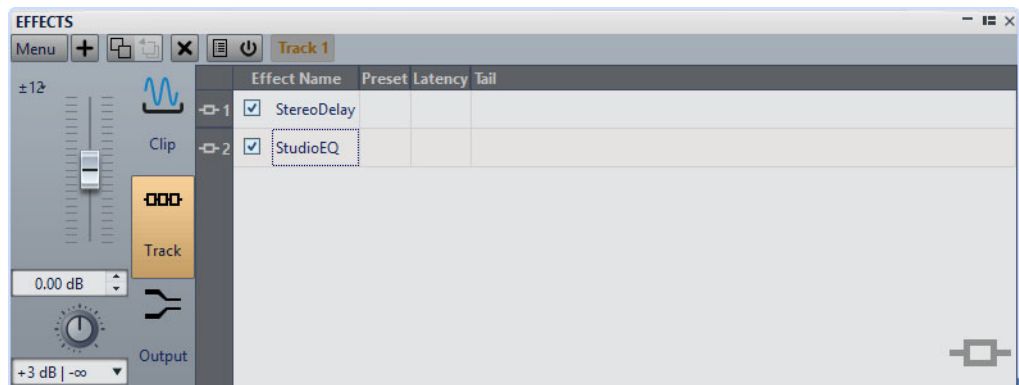 EFFECTS
Menu
Track 1
Effect Name Preset Latency Tail
±12
1 StereoDelay
Clip
2 StudioEQ
Track
0.00 dB
Output
+3 dB | -∞